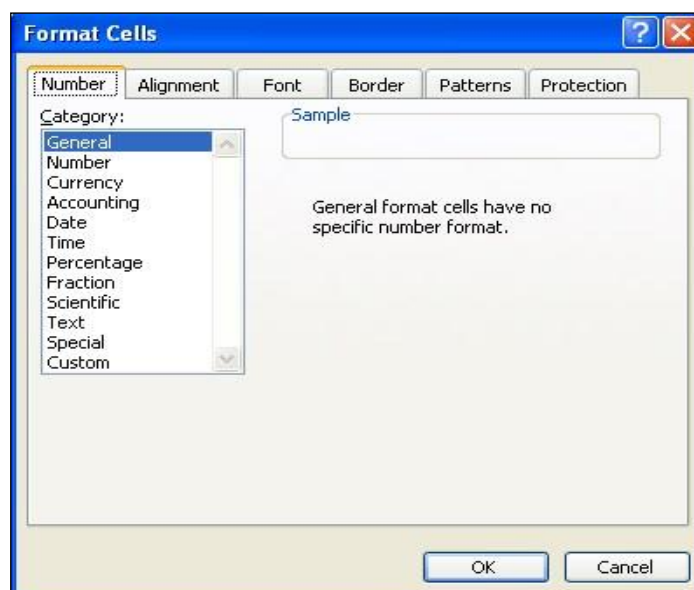 Format Cells
?
Number Alignment Font Border Patterns Protection
Category:
General
Number
Currency
Accounting
Date
Time
Percentage
Fraction
Scientific
Text
Special
Custom
Sample
General format cells have no
specific number format.
OK Cancel